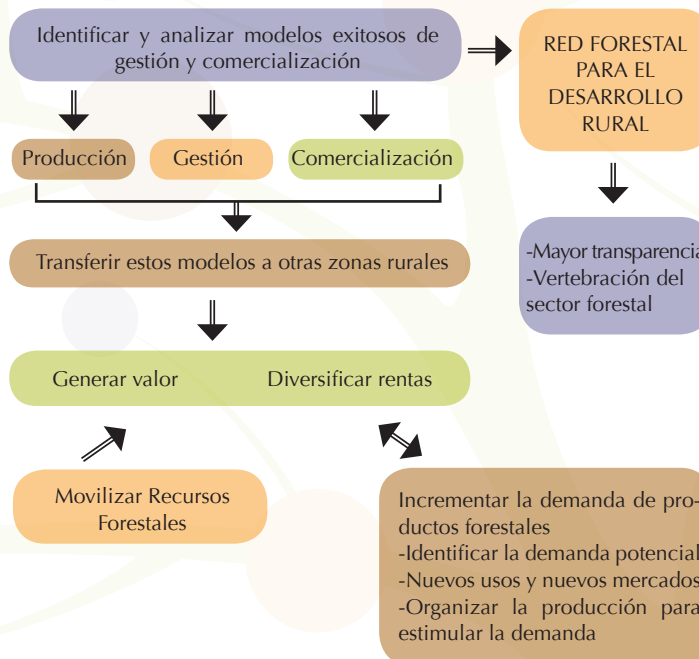 Identificar y analizar modelos exitosos de
gestión y comercialización
RED FORESTAL
PARA EL
DESARROLLO
RURAL
Producción
Gestión
Comercialización
-Mayor transparencia
-Vertebración del
sector forestal
Transferir estos modelos a otras zonas rurales
Generar valor
Diversificar rentas
Movilizar Recursos
Forestales
Incrementar la demanda de pro-
ductos forestales
-Identificar la demanda potencial
-Nuevos usos y nuevos mercados
-Organizar la producción para
estimular la demanda